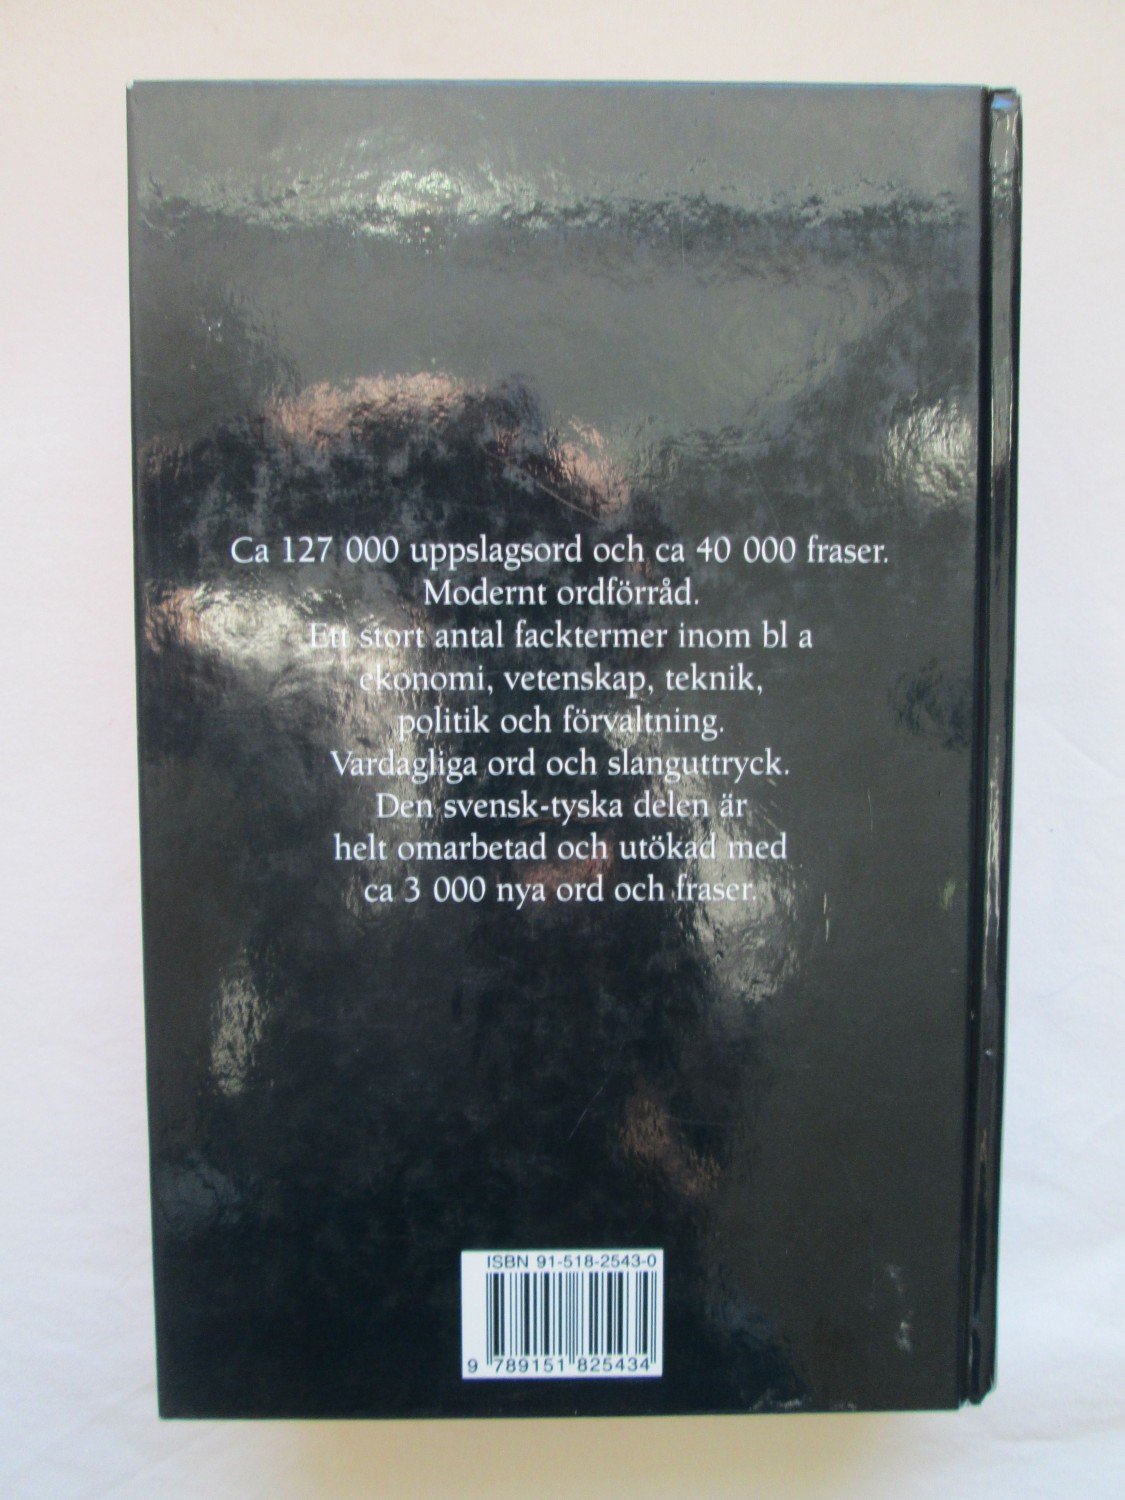 Ca 127 000 uppslagsord och ca 40 000 fraser.
Modernt ordförråd.
Ett stort antal facktermer inom bl a
ekonomi, vetenskap, teknik,
politik och förvaltning.
Vardagliga ord och slanguttryck.
Den svensk-tyska delen är
helt omarbetad och utökad med
ca 3 000 nya ord och fraser.
ISBN 91-518-2543-0
9 789151 825434